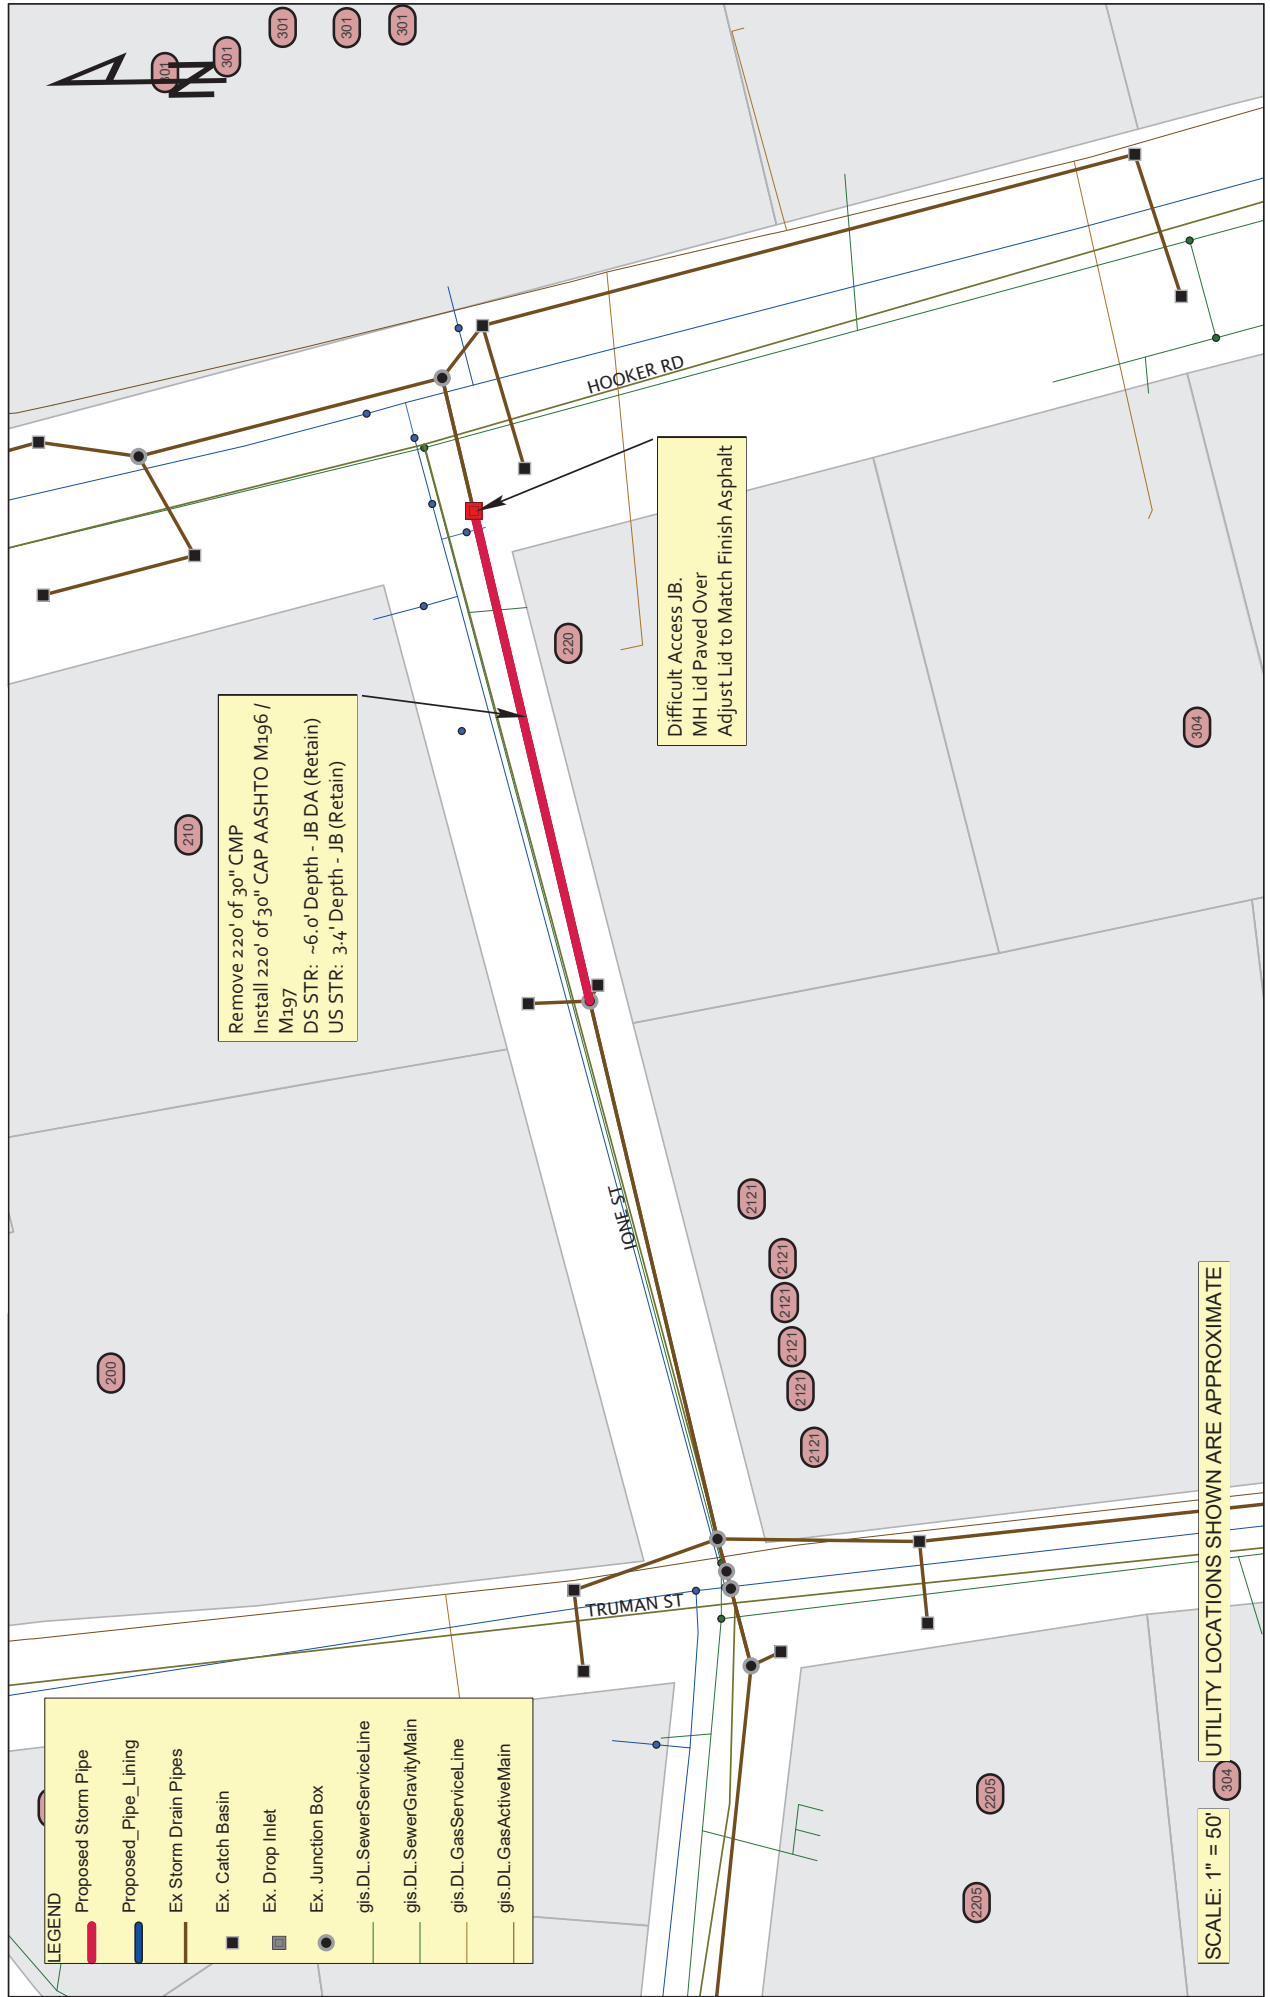 LEGEND
Proposed Storm Pipe
Proposed_Pipe_Lining
Ex Storm Drain Pipes
Ex. Catch Basin
Ex. Drop Inlet
Ex. Junction Box
gis.DL.SewerServiceLine
gis.DL.SewerGravityMain
gis.DL.GasServiceLine
gis.DL.GasActiveMain
Remove 220' of 30" CMP
Install 220' of 30" CAP AASHTO M196 /
M197
DS STR: ~6.0' Depth - JB DA (Retain)
US STR: 3.4' Depth - JB (Retain)
Difficult Access JB.
MH Lid Paved Over
Adjust Lid to Match Finish Asphalt
HOOKER RD
IONE ST
TRUMAN ST
N
301
301
301
301
301
210
220
200
304
2121
2121
2121
2121
2121
2121
2205
2205
304
SCALE: 1" = 50'
UTILITY LOCATIONS SHOWN ARE APPROXIMATE